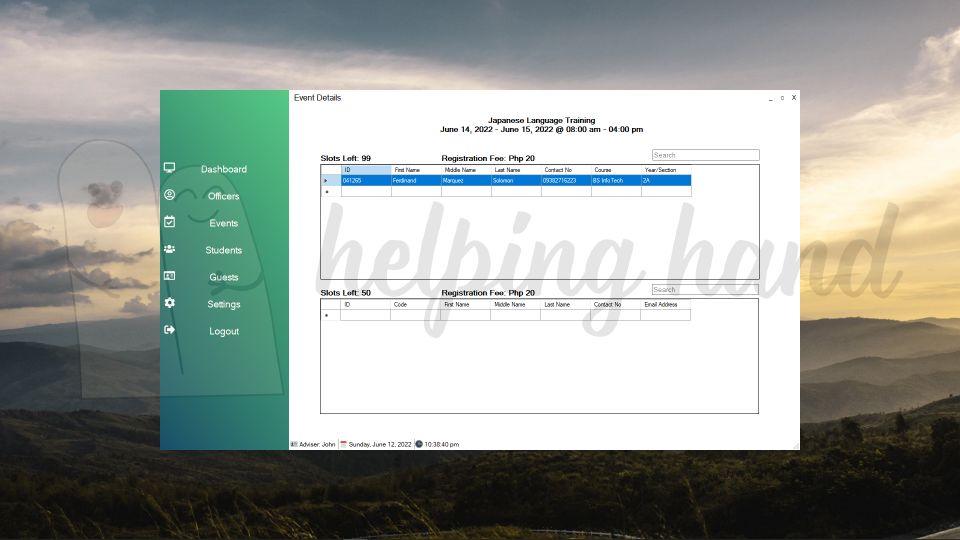 Event Details
_ ▫ X
Japanese Language Training
June 14, 2022 - June 15, 2022 @ 08:00 am - 04:00 pm
Dashboard
Officers
Events
Students
Guests
Settings
Logout
Slots Left: 99 Registration Fee: Php 20 Search
ID First Name Middle Name Last Name Contact No Course Year/Section
041265 Ferdinand Marquez Solomon 09382716223 BS InfoTech 2A
helping hand
Slots Left: 50 Registration Fee: Php 20 Search
ID Code First Name Middle Name Last Name Contact No Email Address
Adviser: John Sunday, June 12, 2022 10:38:40 pm